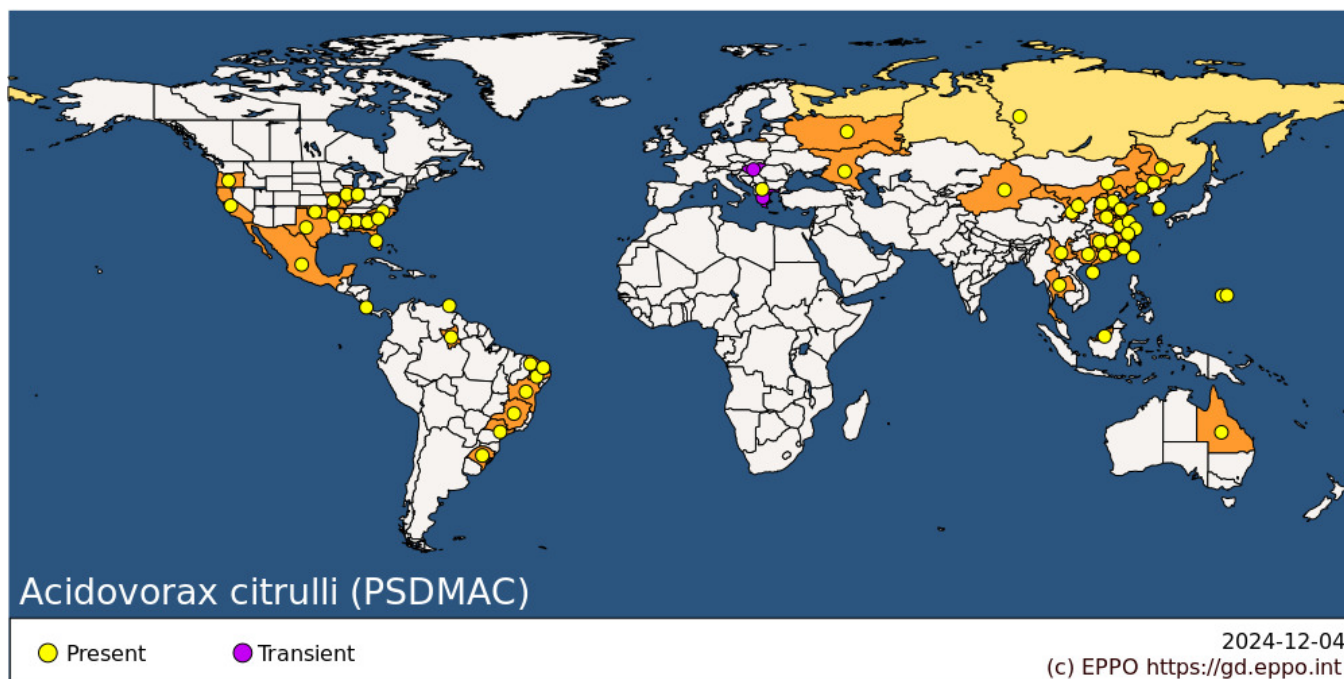 Acidovorax citrulli (PSDMAC)
Present
Transient
2024-12-04
(c) EPPO https://gd.eppo.int